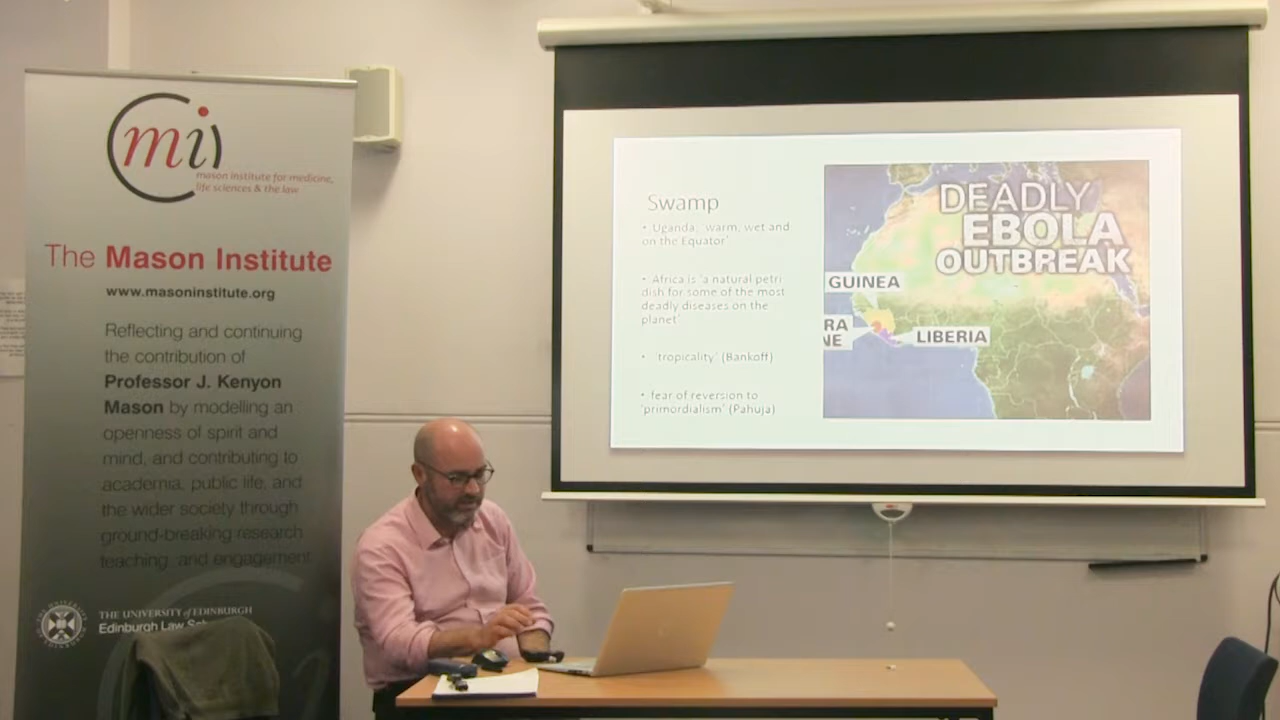 mi
mason institute for medicine,
life sciences & the law
The Mason Institute
www.masoninstitute.org
Reflecting and continuing
the contribution of
Professor J. Kenyon
Mason by modelling an
openness of spirit and
mind, and contributing to
academia, public life, and
the wider society through
ground-breaking research
teaching, and engagement
THE UNIVERSITY of EDINBURGH
Edinburgh Law
Swamp
• Uganda; 'warm, wet and
on the Equator'
• Africa is 'a natural petri
dish for some of the most
deadly diseases on the
planet'
• 'tropicality' (Bankoff)
• fear of reversion to
'primordialism' (Pahuja)
DEADLY
EBOLA
OUTBREAK
GUINEA
RA
NE
LIBERIA